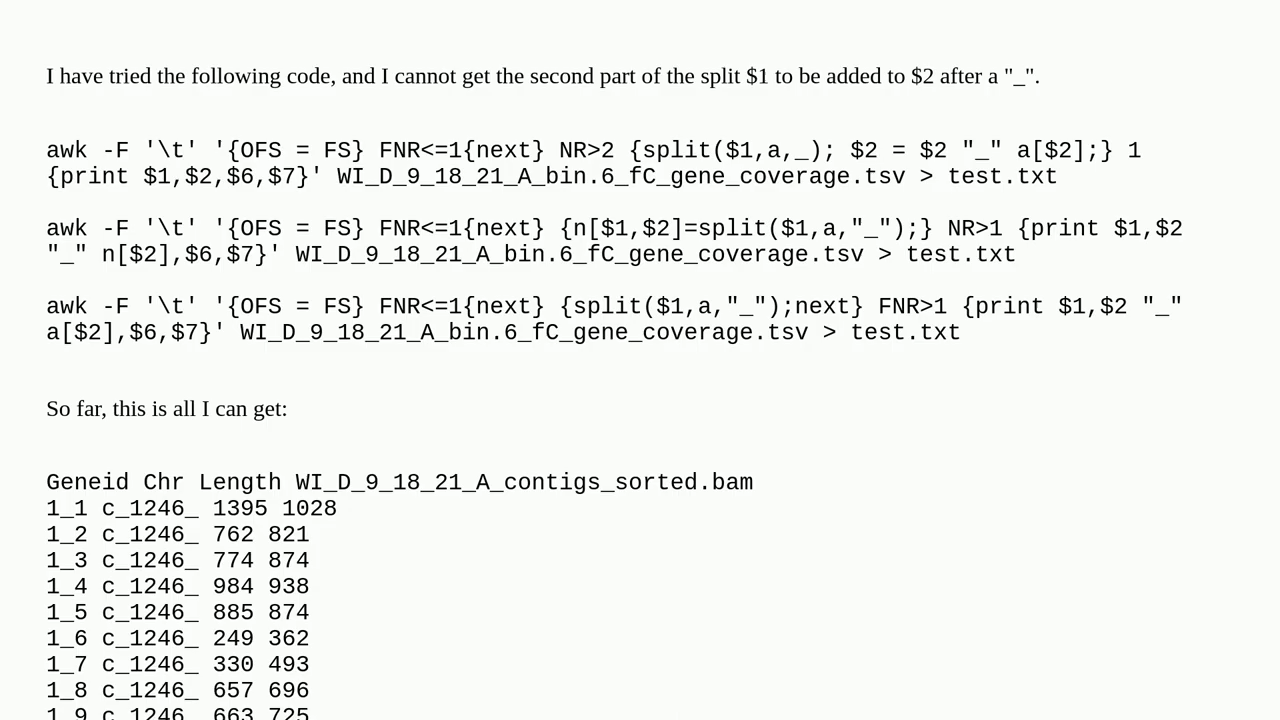 I have tried the following code, and I cannot get the second part of the split $1 to be added to $2 after a "_".
awk -F '\t' '{OFS = FS} FNR<=1{next} NR>2 {split($1,a,_); $2 = $2 "_" a[$2];} 1
{print $1,$2,$6,$7}' WI_D_9_18_21_A_bin.6_fC_gene_coverage.tsv > test.txt
awk -F '\t' '{OFS = FS} FNR<=1{next} {n[$1,$2]=split($1,a,"_");} NR>1 {print $1,$2
"_" n[$2],$6,$7}' WI_D_9_18_21_A_bin.6_fC_gene_coverage.tsv > test.txt
awk -F '\t' '{OFS = FS} FNR<=1{next} {split($1,a,"_");next} FNR>1 {print $1,$2 "_"
a[$2],$6,$7}' WI_D_9_18_21_A_bin.6_fC_gene_coverage.tsv > test.txt
So far, this is all I can get:
Geneid Chr Length WI_D_9_18_21_A_contigs_sorted.bam
1_1 c_1246_ 1395 1028
1_2 c_1246_ 762 821
1_3 c_1246_ 774 874
1_4 c_1246_ 984 938
1_5 c_1246_ 885 874
1_6 c_1246_ 249 362
1_7 c_1246_ 330 493
1_8 c_1246_ 657 696
1_9 c_1246_ 663 725